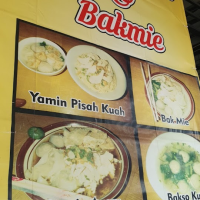 Bakmie
Yamin Pisah Kuah
Bak-Mie
Bakso Ku